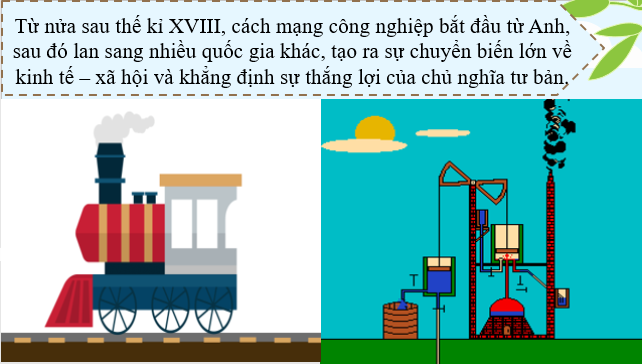 Từ nửa sau thế kỉ XVIII, cách mạng công nghiệp bắt đầu từ Anh,
sau đó lan sang nhiều quốc gia khác, tạo ra sự chuyển biến lớn về
kinh tế – xã hội và khẳng định sự thắng lợi của chủ nghĩa tư bản,